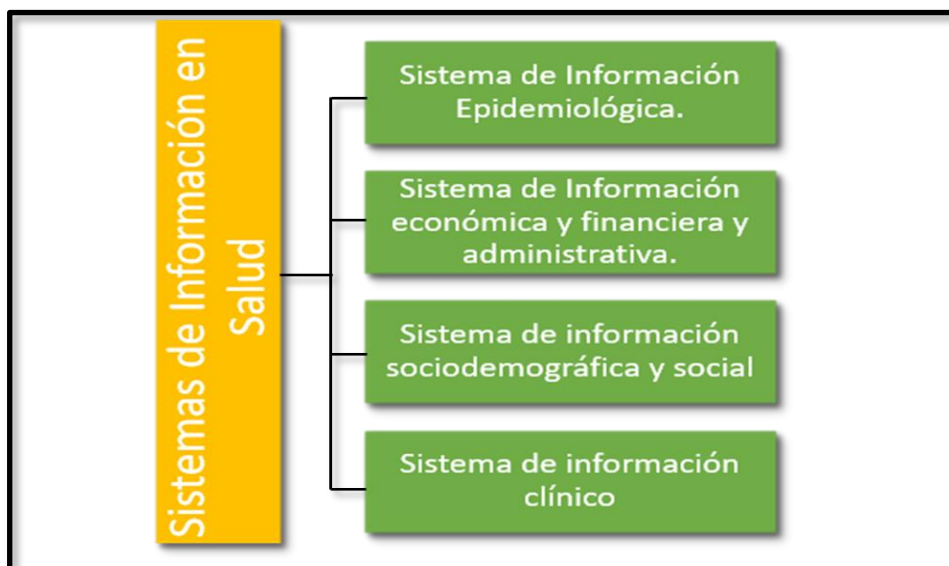 Sistemas de Información en
Salud
Sistema de Información
Epidemiológica.
Sistema de Información
económica y financiera y
administrativa.
Sistema de información
sociodemográfica y social
Sistema de información
clínico